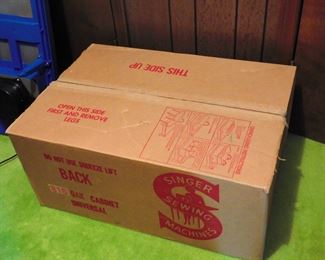 THIS SIDE UP
OPEN THIS SIDE
FIRST AND REMOVE
LEGS
DO NOT USE SQUEEZE LIFT
BACK
OAK CABINET
UNIVERSAL
SINGER
SEWING
MACHINES